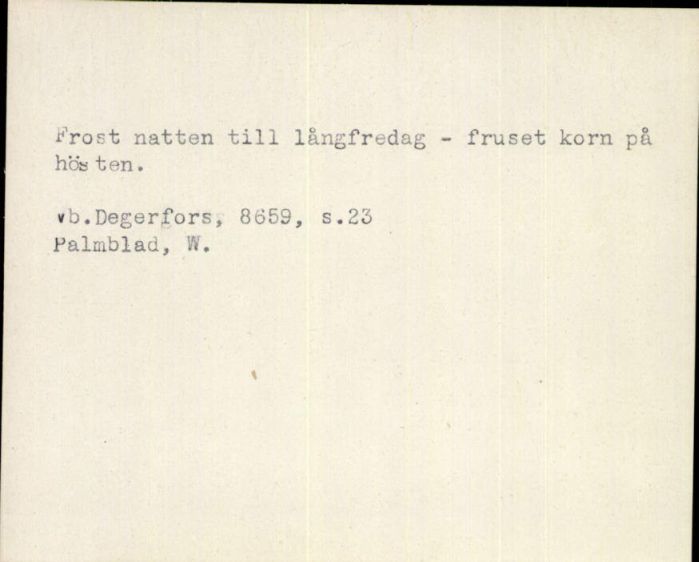 Frost natten till långfredag - fruset korn på
hösten.
vb.Degerfors, 8659, s.23
Palmblad, W.